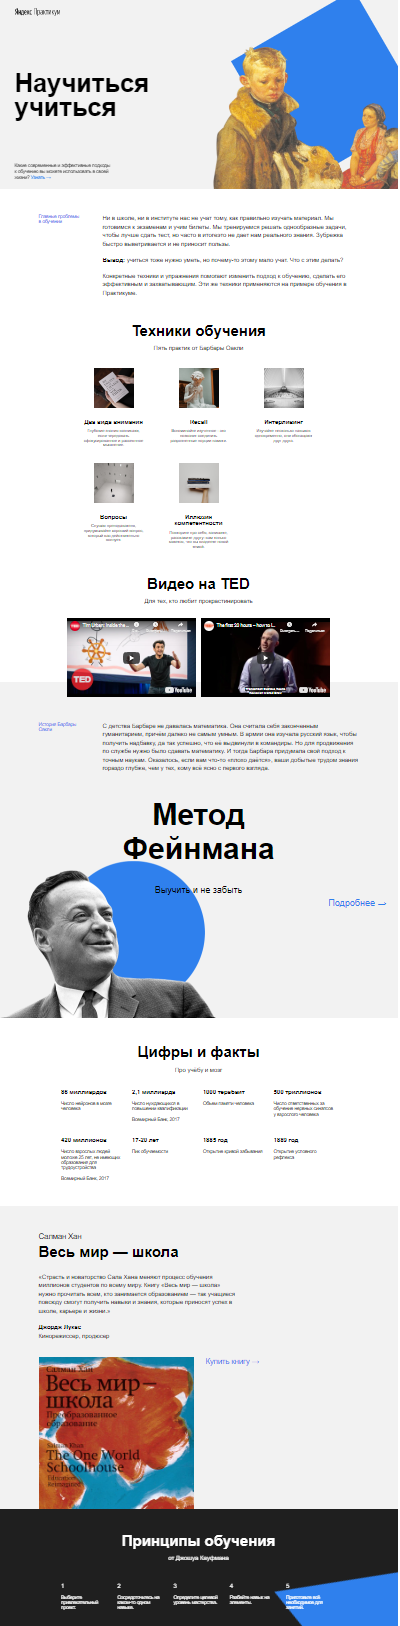 Яндекс Практикум
Научиться
учиться
Какие современные и эффективные подходы
к обучению вы можете использовать в своей
жизни? Узнать →
Главные проблемы
в обучении
Ни в школе, ни в институте нас не учат тому, как правильно изучать материал. Мы
готовимся к экзаменам и учим билеты. Мы тренируемся решать однообразные задачи,
чтобы лучше сдать тест, но часто в итоге это не дает нам реального знания. Зубрежка
быстро выветривается и не приносит пользы.
Вывод: учиться тоже нужно уметь, но почему-то этому мало учат. Что с этим делать?
Конкретные техники и упражнения помогают изменить подход к обучению, сделать его
эффективным и захватывающим. Эти же техники применяются на примере обучения в
Практикуме.
Техники обучения
Пять практик от Барбары Оакли
Два вида внимания
Recall
Интерливинг
Вопросы
Иллюзия
компетентности
Видео на TED
Для тех, кто любит прокрастинировать
Tim Urban: Inside the
The first 20 hours – how to l...
TED
YouTube
YouTube
История Барбары
Оакли
С детства Барбаре не давалась математика. Она считала себя законченным
гуманитарием, причем далеко не самым умным. В армии она изучала русский язык, чтобы
получить надбавку, да так успешно, что её выдвинули в командиры. Но для продвижения
по службе нужно было сдавать математику. И тогда Барбара придумала свой подход к
точным наукам. Оказалось, если вам что-то «плохо даётся», ваши добытые трудом знания
гораздо глубже, чем у тех, кому всё ясно с первого взгляда.
Метод
Фейнмана
Выучить и не забыть
Подробнее →
Цифры и факты
Про учебу и мозг
86 миллиардов
2,1 миллиарда
1000 терабайт
500 триллионов
Число нейронов в мозге
человека
Число нуждающихся в
повышении квалификации
Всемирный Банк, 2017
Объем памяти человека
Число ответственных за
обучение нервных синапсов
у взрослого человека
420 миллионов
17-20 лет
1885 год
1889 год
Число взрослых людей
моложе 25 лет, не имеющих
образования для
трудоустройства
Всемирный Банк, 2017
Пик обучаемости
Открытие кривой забывания
Открытие условного
рефлекса
Салман Хан
Весь мир — школа
«Страсть и новаторство Сала Хана меняют процесс обучения
миллионов студентов по всему миру. Книгу «Весь мир — школа»
нужно прочитать всем, кто занимается образованием — так учащиеся
повсюду смогут получить навыки и знания, которые приносят успех в
школе, карьере и жизни.»
Джордж Лукас
Кинорежиссер, продюсер
Купить книгу →
Салман Хан
Весь мир —
школа
Преобразованное
образование
Salman Khan
The One World
Schoolhouse
Education
Reimagined
Принципы обучения
от Джошуа Кауфмана
1
2
3
4
5
Выберите
привлекательный
проект.
Сосредоточьтесь на
каком-то одном
навыке.
Определите целевой
уровень мастерства.
Разбейте навык на
элементы.
Приготовьте всё
необходимое для
занятий.